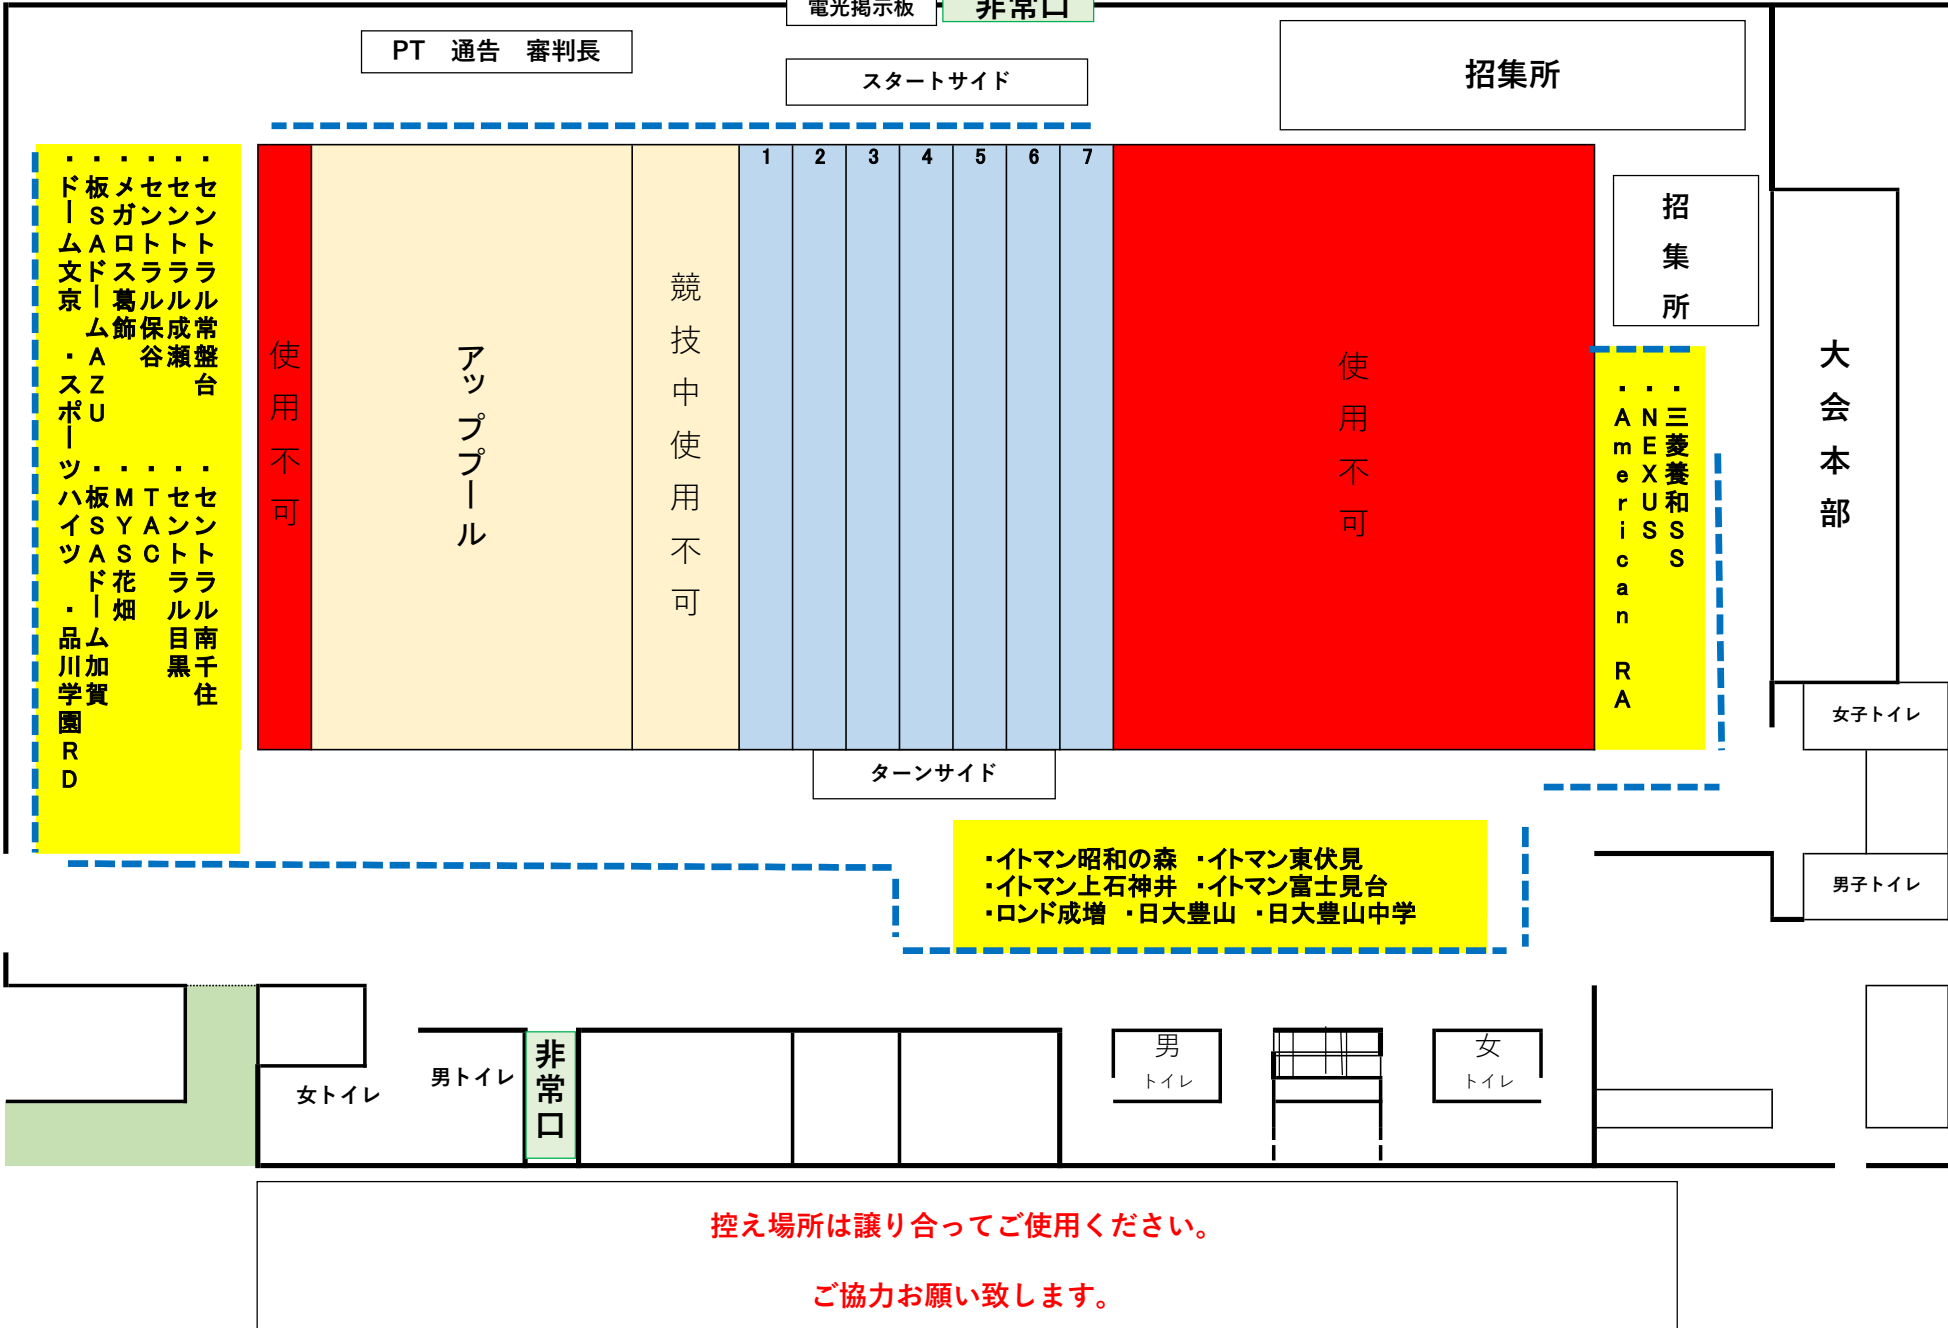 電光掲示板
非常口
PT　通告　審判長
スタートサイド
招集所
1 2 3 4 5 6 7
招集所
・セントラル常盤台　・セントラル南千住
・セントラル成瀬　・セントラル目黒
・セントラル保谷　・TAC
・メガロス葛飾　・MYS花畑
・板SAドームAZU　・板SAドーム加賀
・ドーム文京　・スポーツハイツ　・品川学園RD
使用不可
アッププール
競技中使用不可
使用不可
・三菱養和SS
・NEXUS
・American RA
大会本部
女子トイレ
ターンサイド
・イトマン昭和の森　・イトマン東伏見
・イトマン上石神井　・イトマン富士見台
・ロンド成増　・日大豊山　・日大豊山中学
男子トイレ
女トイレ
男トイレ
非常口
男
トイレ
女
トイレ
控え場所は譲り合ってご使用ください。
ご協力お願い致します。